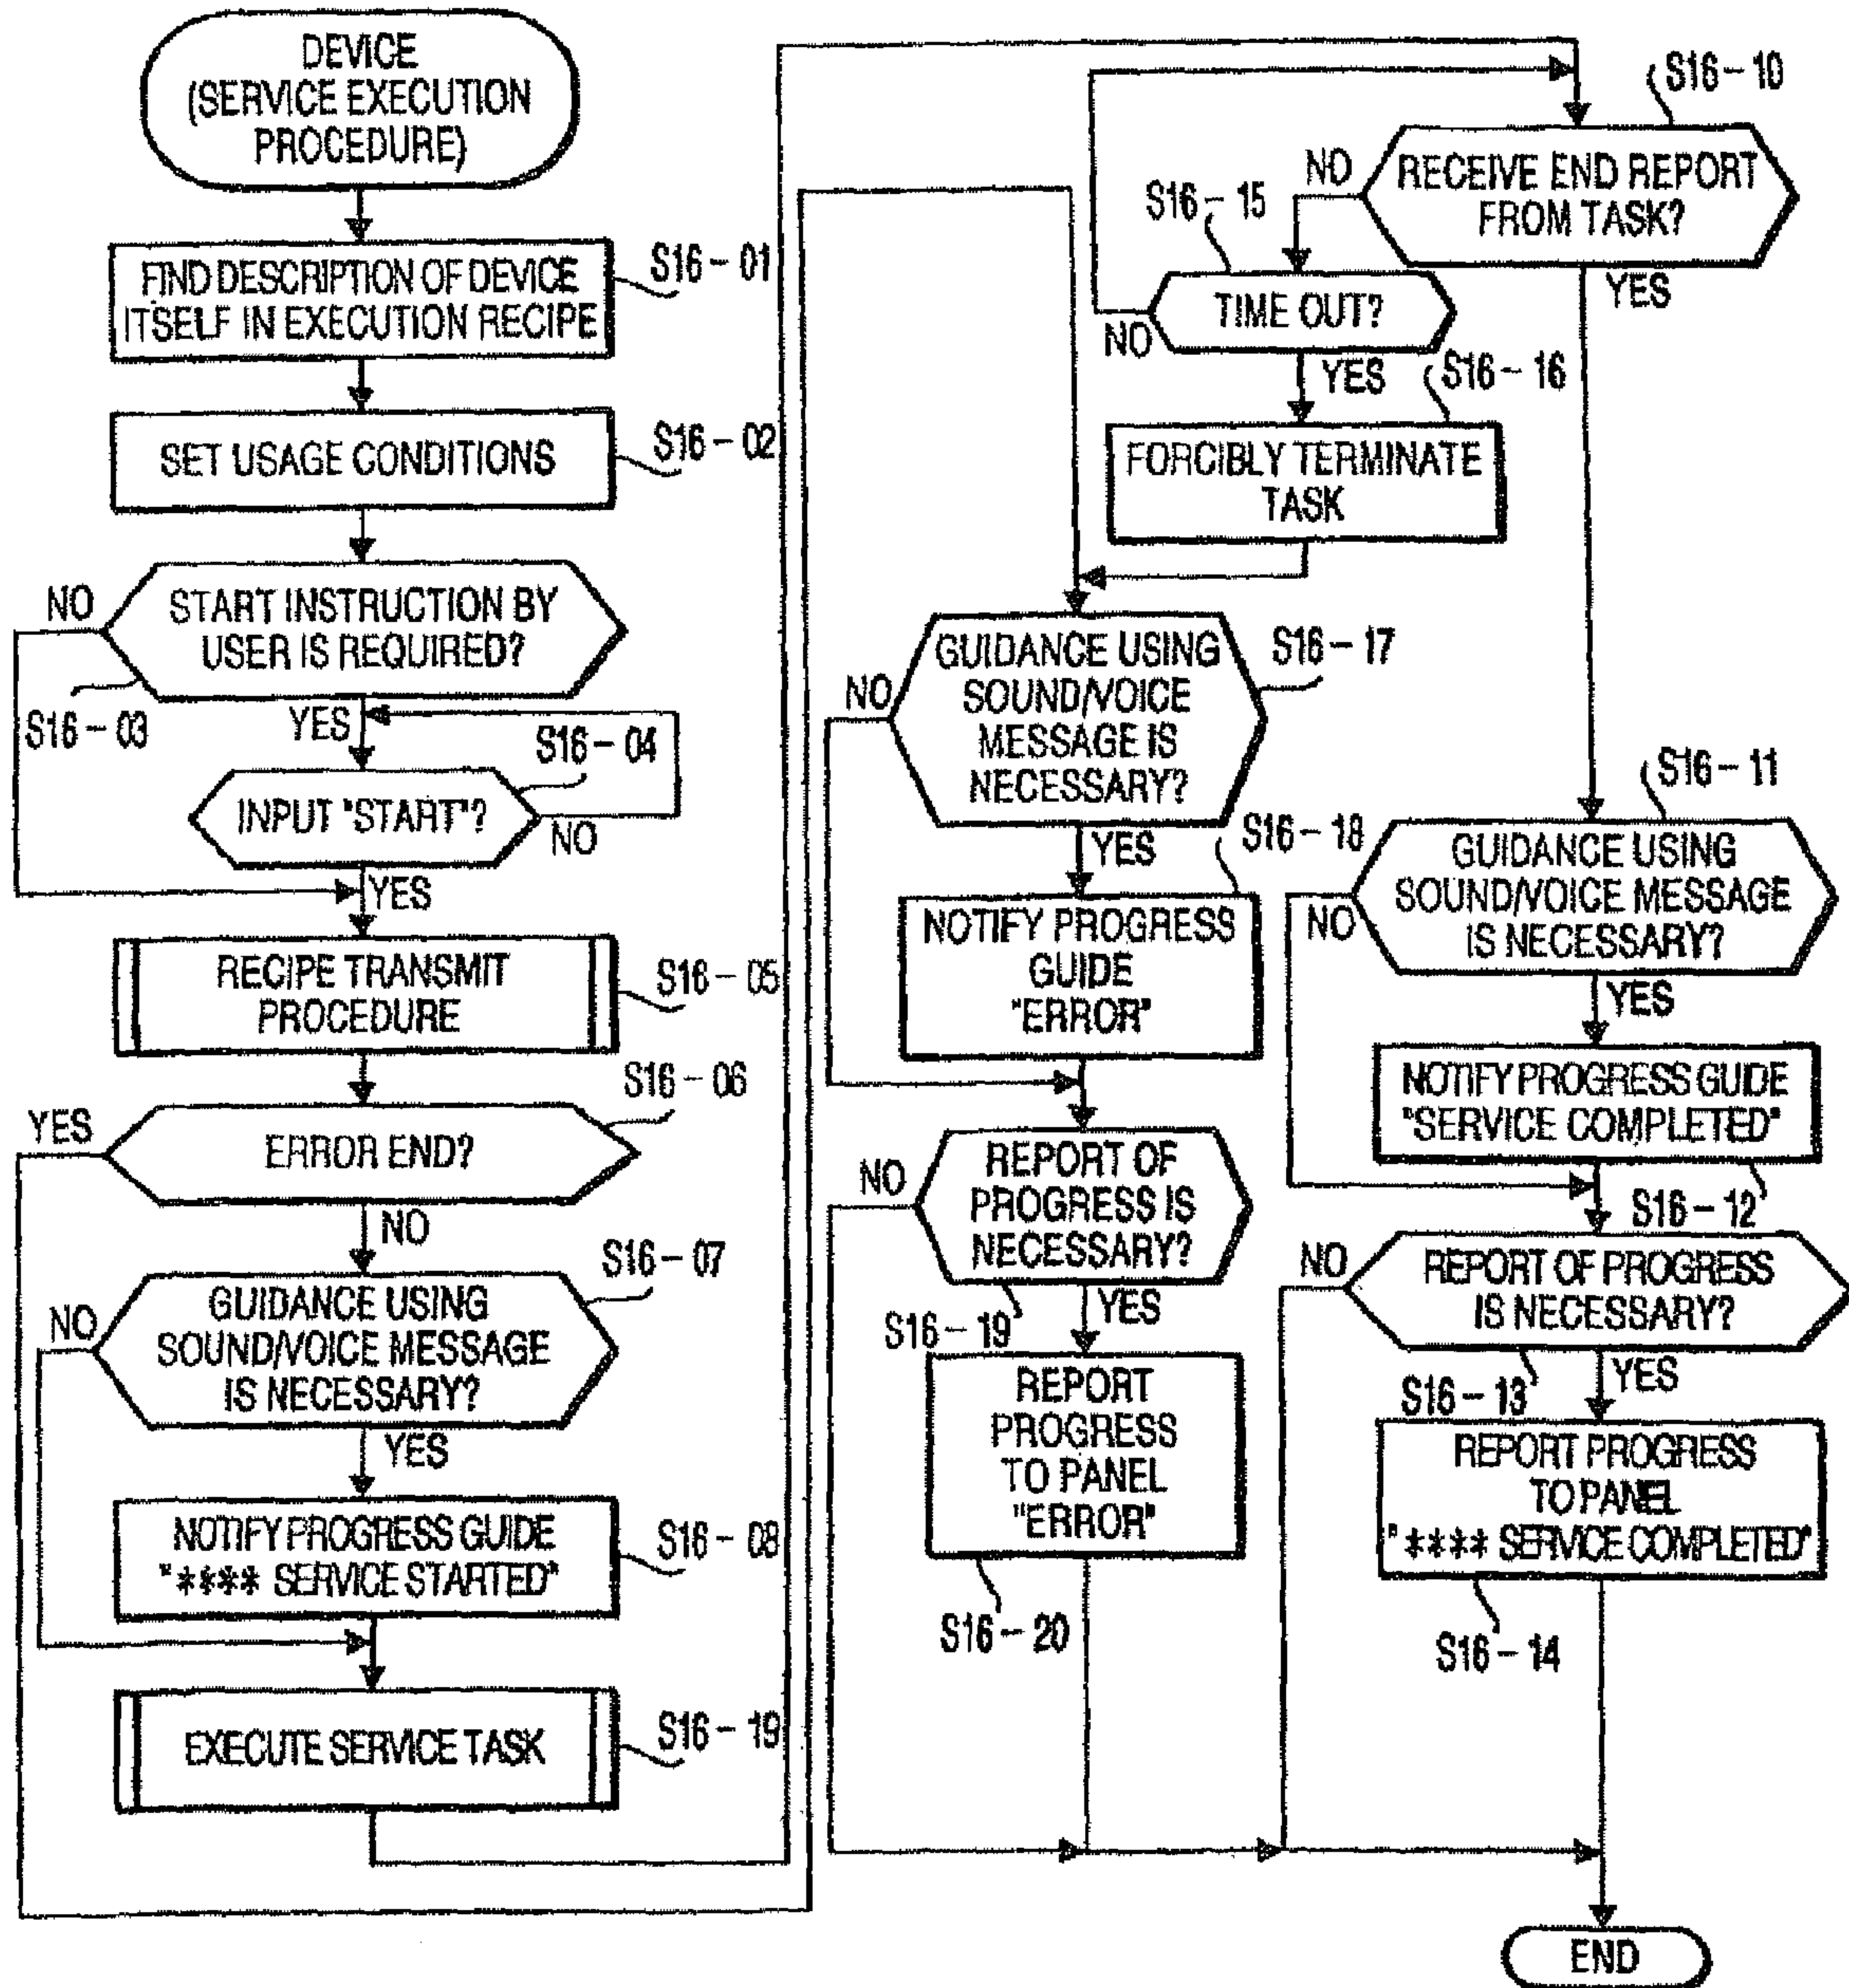 DEVICE
(SERVICE EXECUTION
PROCEDURE)
FIND DESCRIPTION OF DEVICE
ITSELF IN EXECUTION RECIPE
S16-01
SET USAGE CONDITIONS
S16-02
NO
START INSTRUCTION BY
USER IS REQUIRED?
S16-03
YES
S16-04
INPUT "START"?
NO
YES
RECIPE TRANSMIT
PROCEDURE
S16-05
S16-06
YES
ERROR END?
NO
S16-07
NO
GUIDANCE USING
SOUND/VOICE MESSAGE
IS NECESSARY?
YES
NOTIFY PROGRESS GUIDE
"**** SERVICE STARTED"
S16-08
EXECUTE SERVICE TASK
S16-19
S16-10
NO
RECEIVE END REPORT
FROM TASK?
YES
S16-15
TIME OUT?
NO
YES
S16-16
FORCIBLY TERMINATE
TASK
S16-17
NO
GUIDANCE USING
SOUND/VOICE
MESSAGE IS
NECESSARY?
YES
S16-18
NOTIFY PROGRESS
GUIDE
"ERROR"
NO
REPORT OF
PROGRESS IS
NECESSARY?
S16-19
YES
REPORT
PROGRESS
TO PANEL
"ERROR"
S16-20
S16-11
GUIDANCE USING
SOUND/VOICE MESSAGE
IS NECESSARY?
NO
YES
NOTIFY PROGRESS GUIDE
"SERVICE COMPLETED"
S16-12
NO
REPORT OF PROGRESS
IS NECESSARY?
S16-13
YES
REPORT PROGRESS
TO PANEL
"**** SERVICE COMPLETED"
S16-14
END